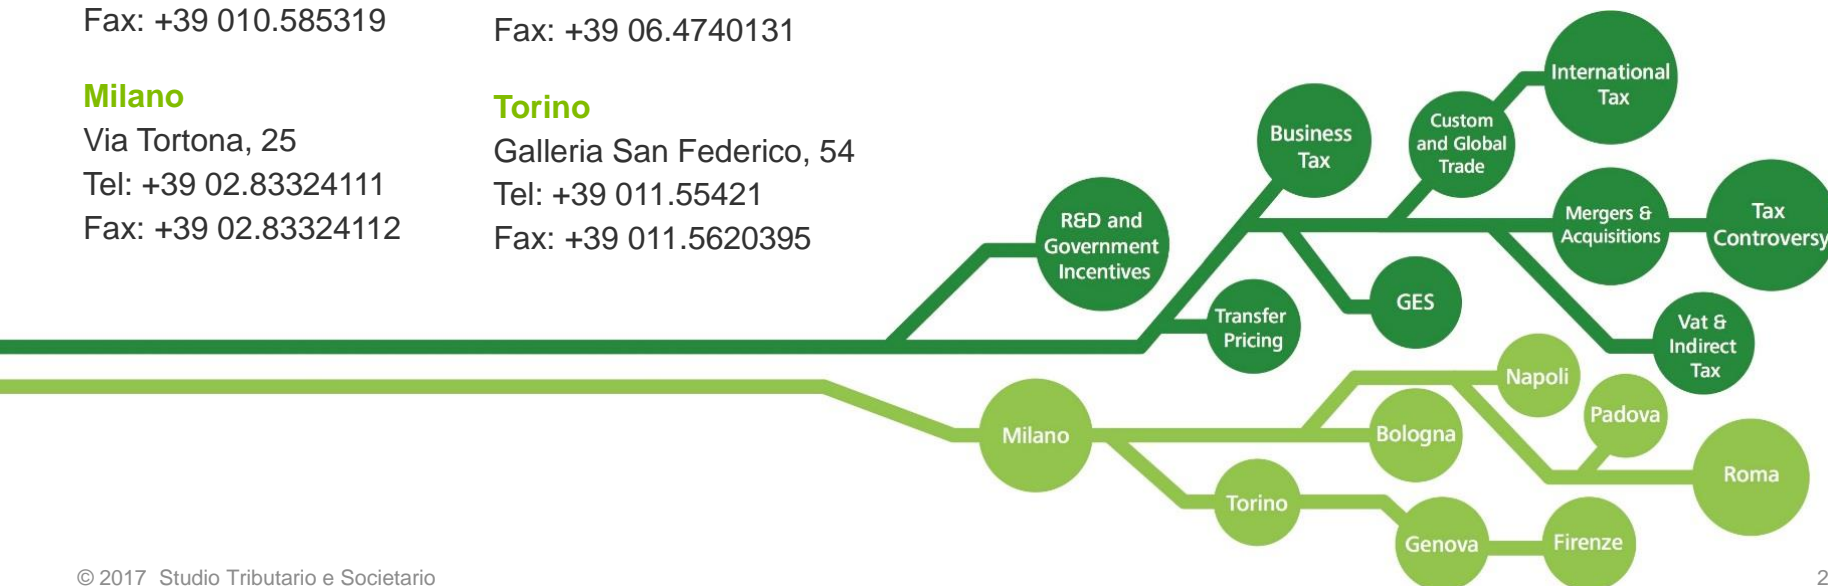 Fax: +39 010.585319
Milano
Via Tortona, 25
Tel: +39 02.83324111
Fax: +39 02.83324112
Fax: +39 06.4740131
Torino
Galleria San Federico, 54
Tel: +39 011.55421
Fax: +39 011.5620395
International
Tax
Business
Tax
Custom
and Global
Trade
R&D and
Government
Incentives
Mergers &
Acquisitions
Tax
Controversy
GES
Transfer
Pricing
Vat &
Indirect
Tax
Napoli
Padova
Milano
Bologna
Roma
Torino
Genova
Firenze
© 2017 Studio Tributario e Societario
2